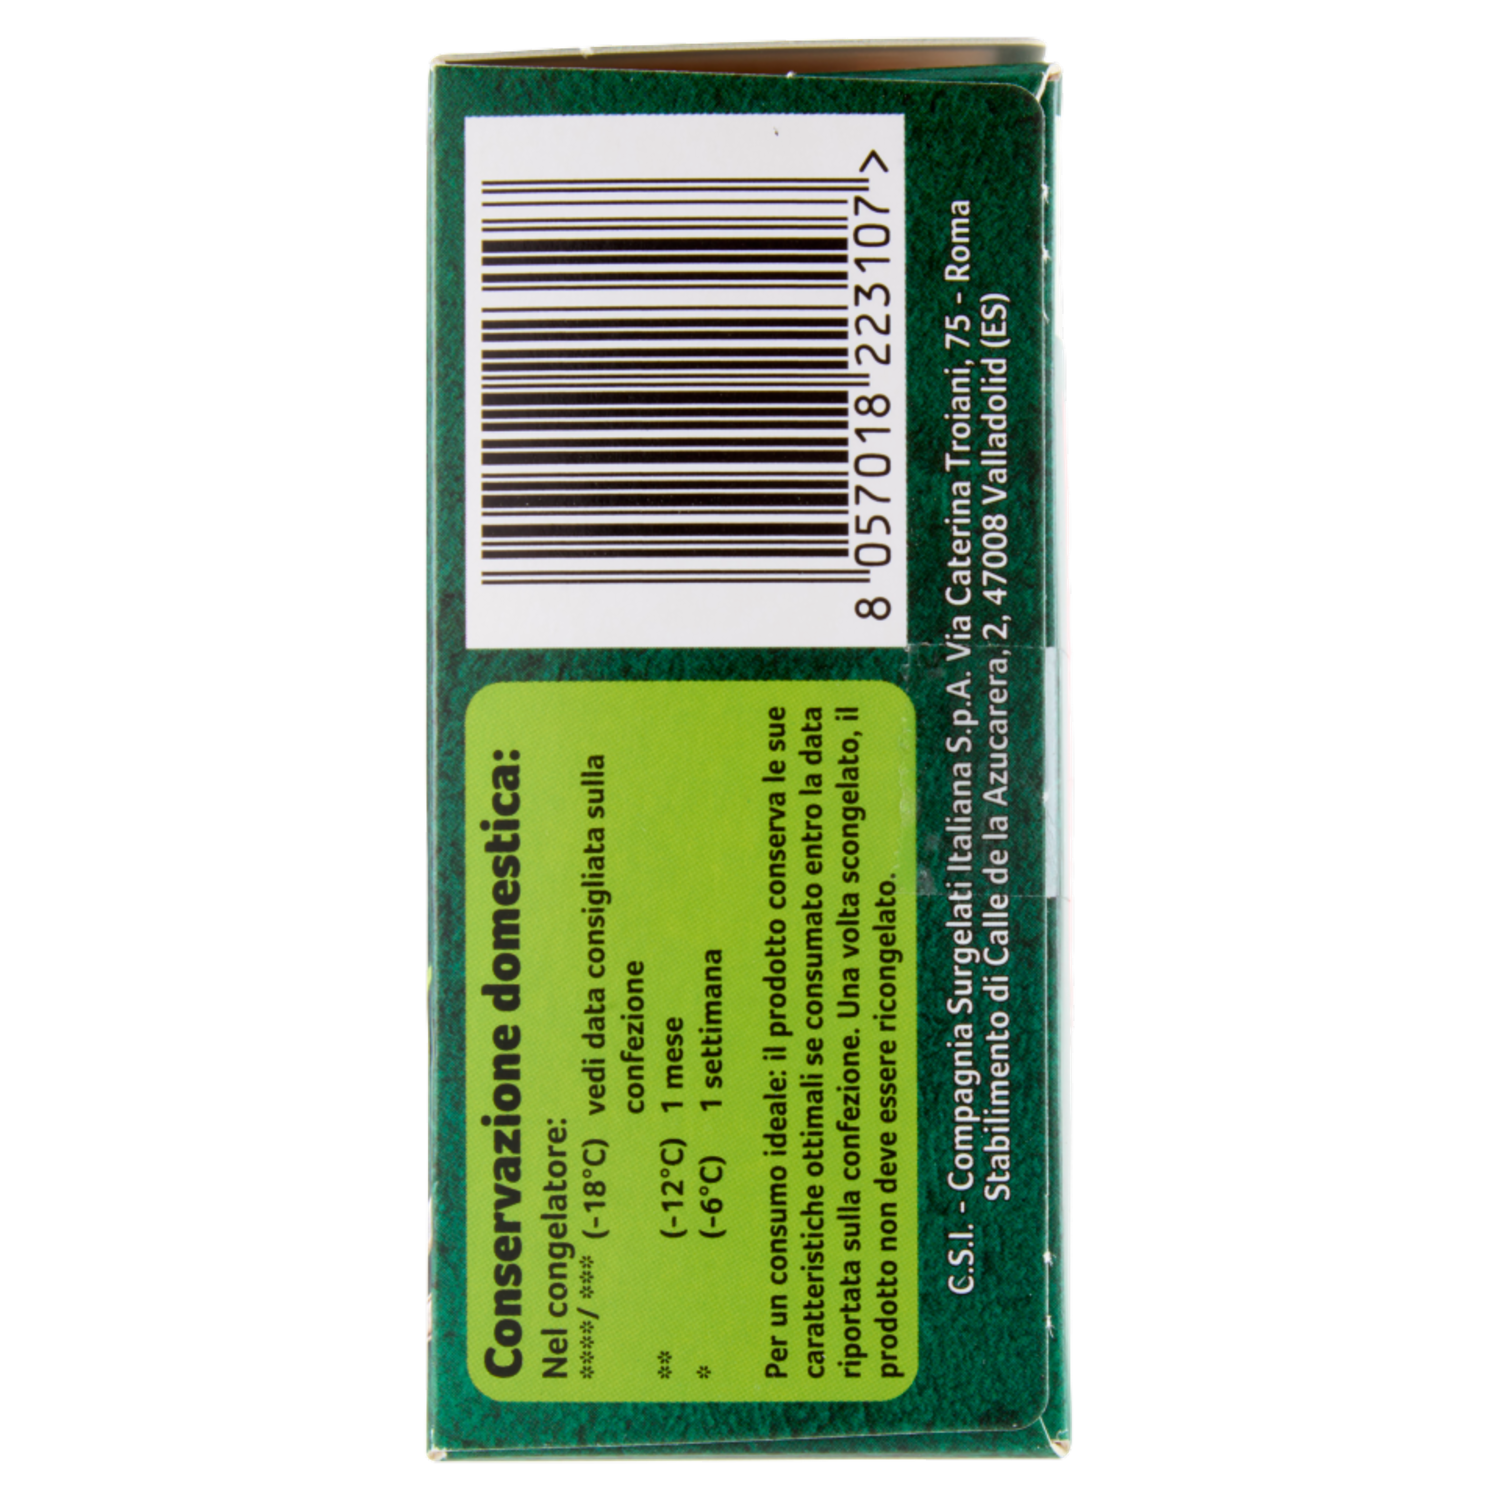 Conservazione domestica:
Nel congelatore:
****/ *** (-18°C) vedi data consigliata sulla
confezione
** (-12°C) 1 mese
* (-6°C) 1 settimana
Per un consumo ideale: il prodotto conserva le sue
caratteristiche ottimali se consumato entro la data
riportata sulla confezione. Una volta scongelato, il
prodotto non deve essere ricongelato.
8 057018 223107 >
C.S.I. - Compagnia Surgelati Italiana S.p.A. Via Caterina Troiani, 75 - Roma
Stabilimento di Calle de la Azucarera, 2, 47008 Valladolid (ES)